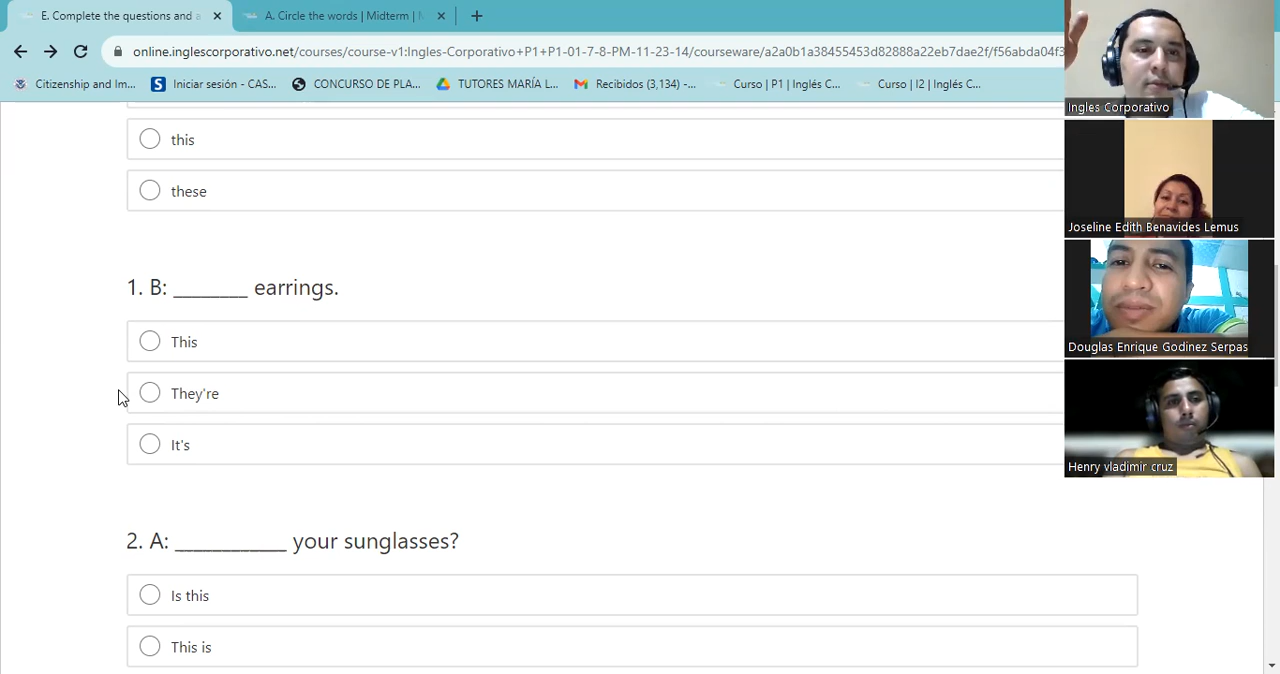 E. Complete the questions and a
A. Circle the words | Midterm |
online.inglescorporativo.net/courses/course-v1:Ingles-Corporativo+P1+P1-01-7-8-PM-11-23-14/courseware/a2a0b1a38455453d82888a22eb7dae2f/f56abda04f3
Citizenship and Im... Iniciar sesión - CAS... CONCURSO DE PLA... TUTORES MARÍA L... Recibidos (3,134) -... Curso | P1 | Inglés C... Curso | I2 | Inglés C...
this
these
1. B: ________ earrings.
This
They're
It's
2. A: ____________ your sunglasses?
Is this
This is
Ingles Corporativo
Joseline Edith Benavides Lemus
Douglas Enrique Godinez Serpas
Henry vladimir cruz